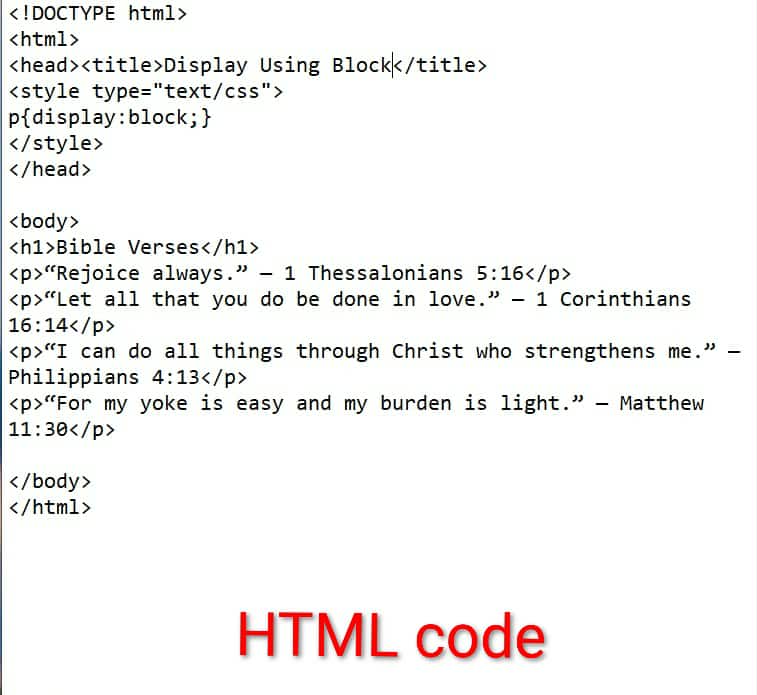 <!DOCTYPE html>
<html>
<head><title>Display Using Block</title>
<style type="text/css">
p{display:block;}
</style>
</head>
<body>
<h1>Bible Verses</h1>
<p>“Rejoice always.” – 1 Thessalonians 5:16</p>
<p>“Let all that you do be done in love.” – 1 Corinthians
16:14</p>
<p>“I can do all things through Christ who strengthens me.” –
Philippians 4:13</p>
<p>“For my yoke is easy and my burden is light.” – Matthew
11:30</p>
</body>
</html>
HTML code